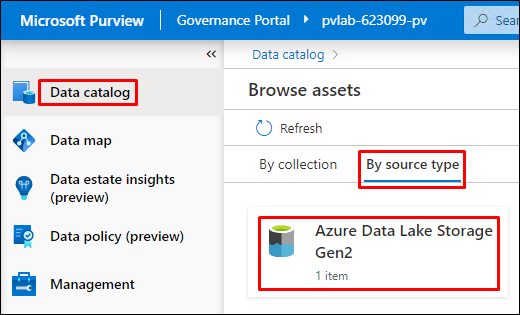 Microsoft Purview Governance Portal pvlab-623099-pv Sear
Data catalog
Data map
Data estate insights
(preview)
Data policy (preview)
Management
Data catalog
Browse assets
Refresh
By collection By source type
Azure Data Lake Storage
Gen2
1 item